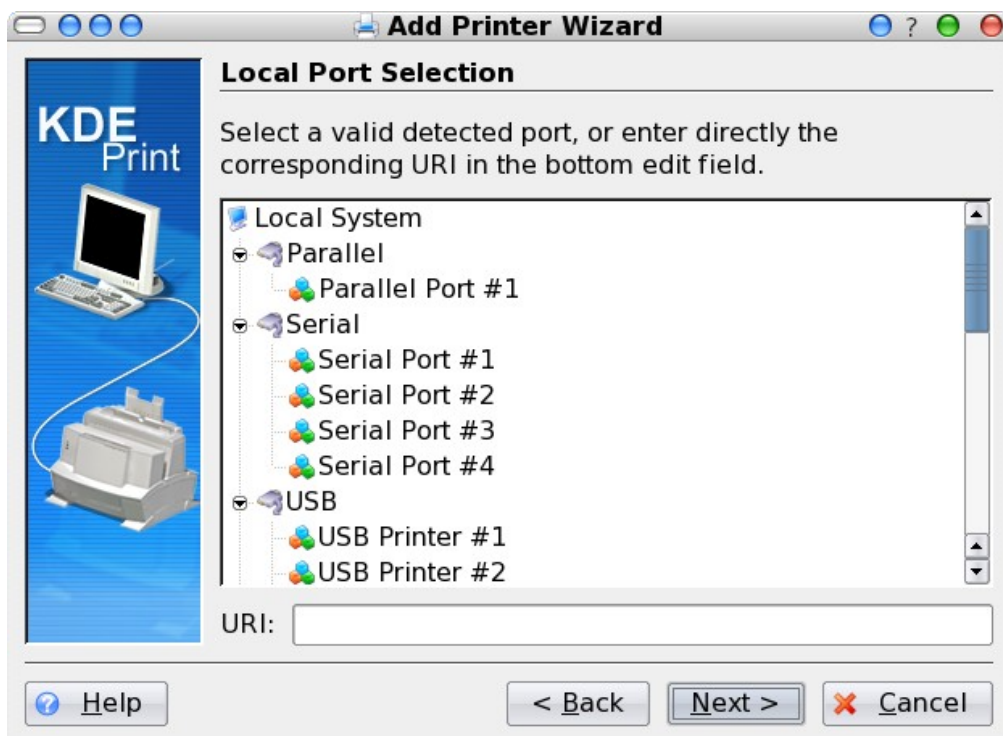 Add Printer Wizard
?
KDE
Print
Local Port Selection
Select a valid detected port, or enter directly the
corresponding URI in the bottom edit field.
Local System
Parallel
Parallel Port #1
Serial
Serial Port #1
Serial Port #2
Serial Port #3
Serial Port #4
USB
USB Printer #1
USB Printer #2
URI:
? Help
< Back
Next >
Cancel